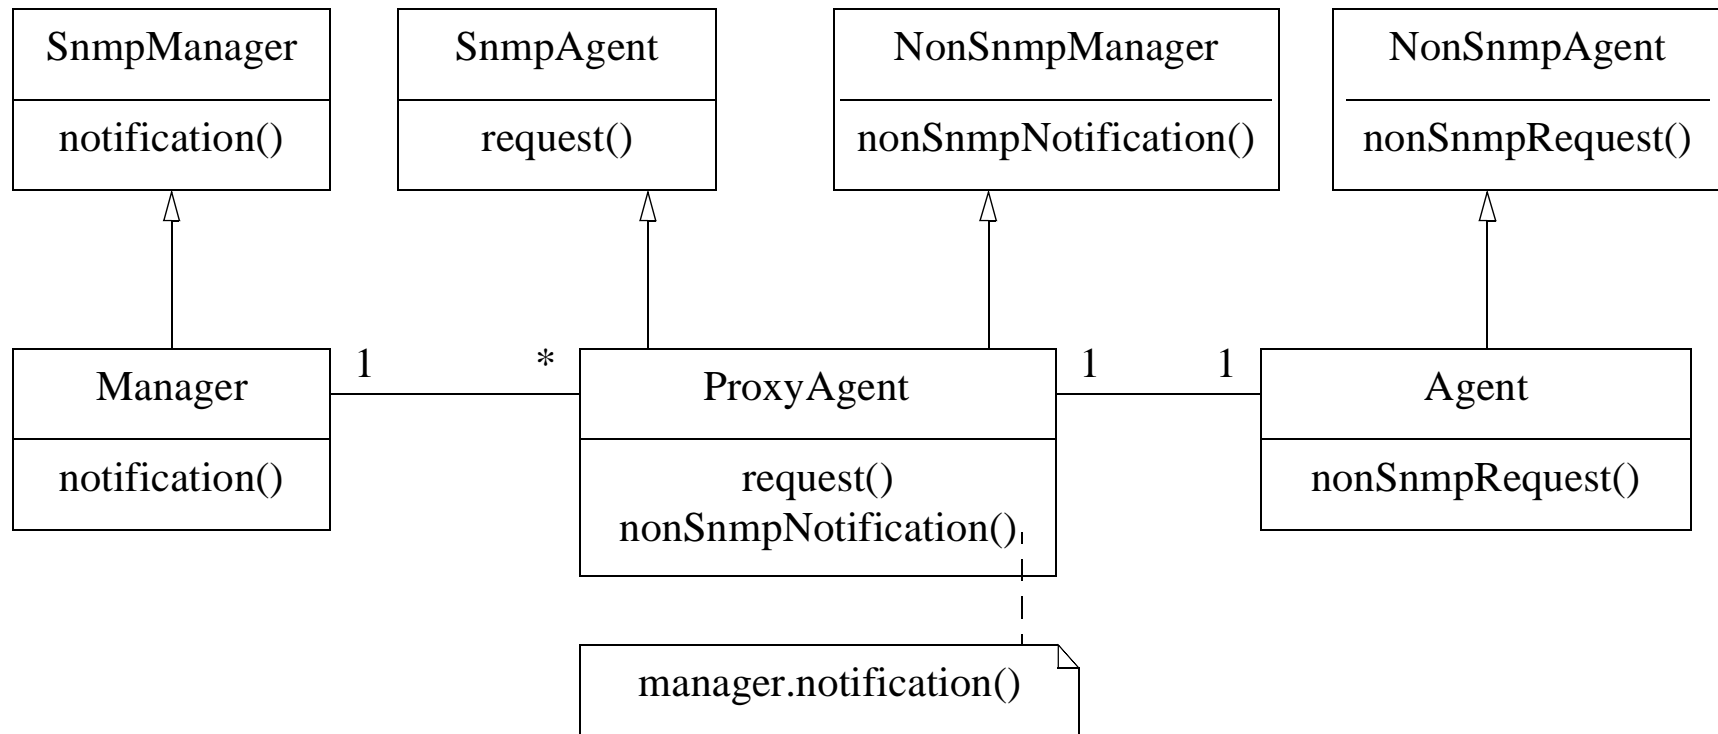 SnmpManager
notification()
SnmpAgent
request()
NonSnmpManager
nonSnmpNotification()
NonSnmpAgent
nonSnmpRequest()
Manager
notification()
1
*
ProxyAgent
request()
nonSnmpNotification()
1
1
Agent
nonSnmpRequest()
manager.notification()